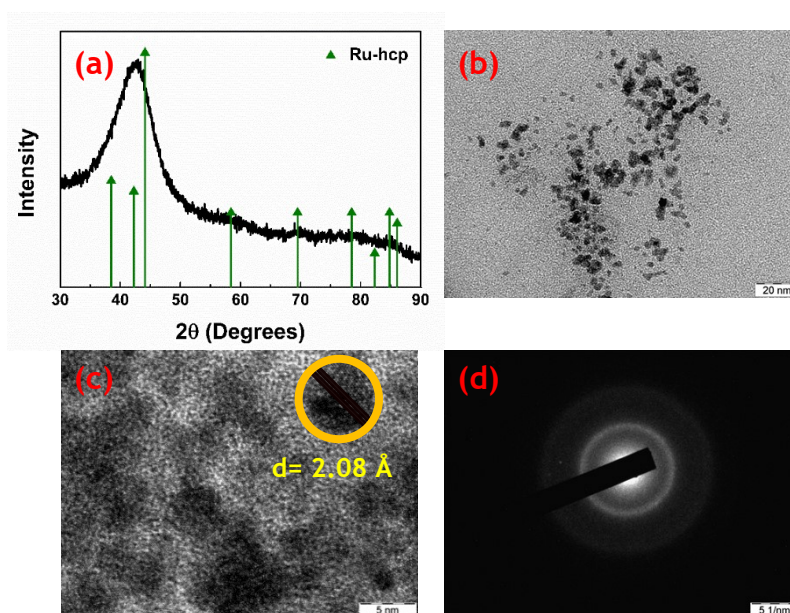 (a)
▲ Ru-hcp
Intensity
30 40 50 60 70 80 90
2θ (Degrees)
(b)
20 nm
(c)
d= 2.08 Å
5 nm
(d)
5 1/nm